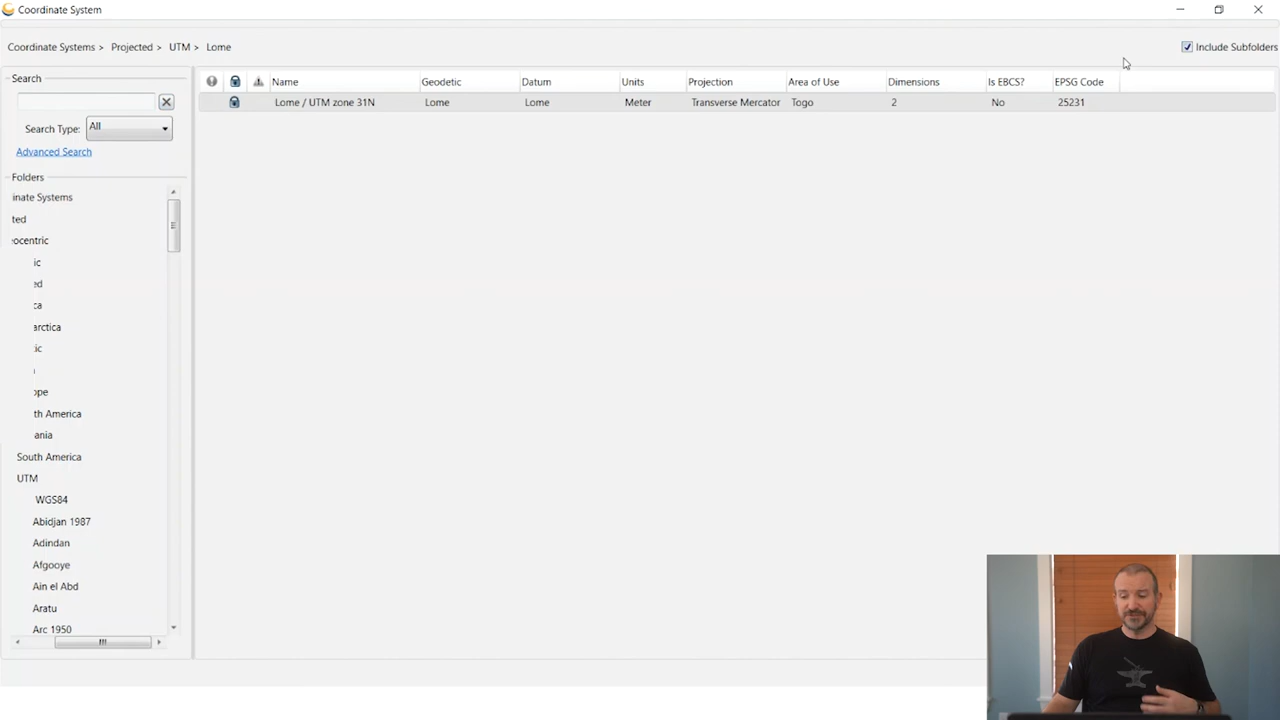 Coordinate System
Coordinate Systems > Projected > UTM > Lome
Include Subfolders
Search
Search Type: All
Advanced Search
Folders
inate Systems
ted
ocentric
ic
ed
ca
arctica
ic
ope
th America
ania
South America
UTM
WGS84
Abidjan 1987
Adindan
Afgooye
Ain el Abd
Aratu
Arc 1950
Name Geodetic Datum Units Projection Area of Use Dimensions Is EBCS? EPSG Code
Lome / UTM zone 31N Lome Lome Meter Transverse Mercator Togo 2 No 25231